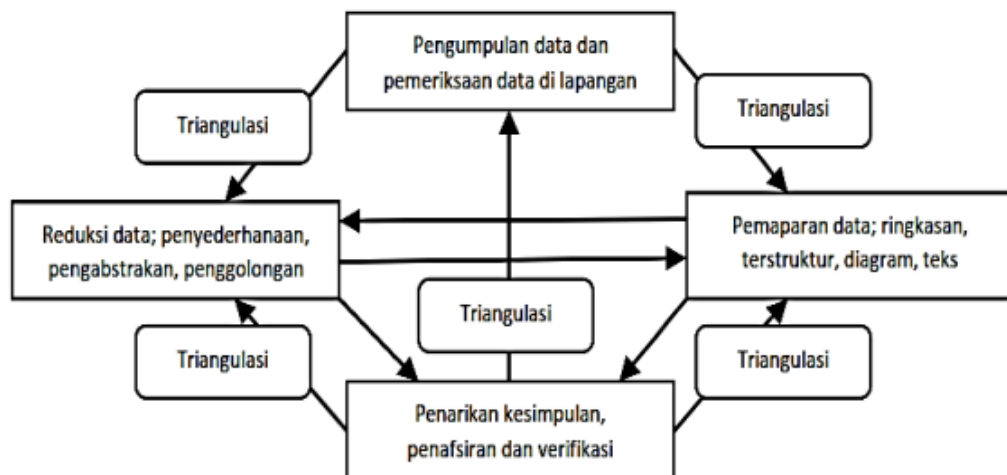 Pengumpulan data dan
pemeriksaan data di lapangan
Triangulasi
Triangulasi
Reduksi data; penyederhanaan,
pengabstrakan, penggolongan
Pemaparan data; ringkasan,
terstruktur, diagram, teks
Triangulasi
Triangulasi
Triangulasi
Penarikan kesimpulan,
penafsiran dan verifikasi